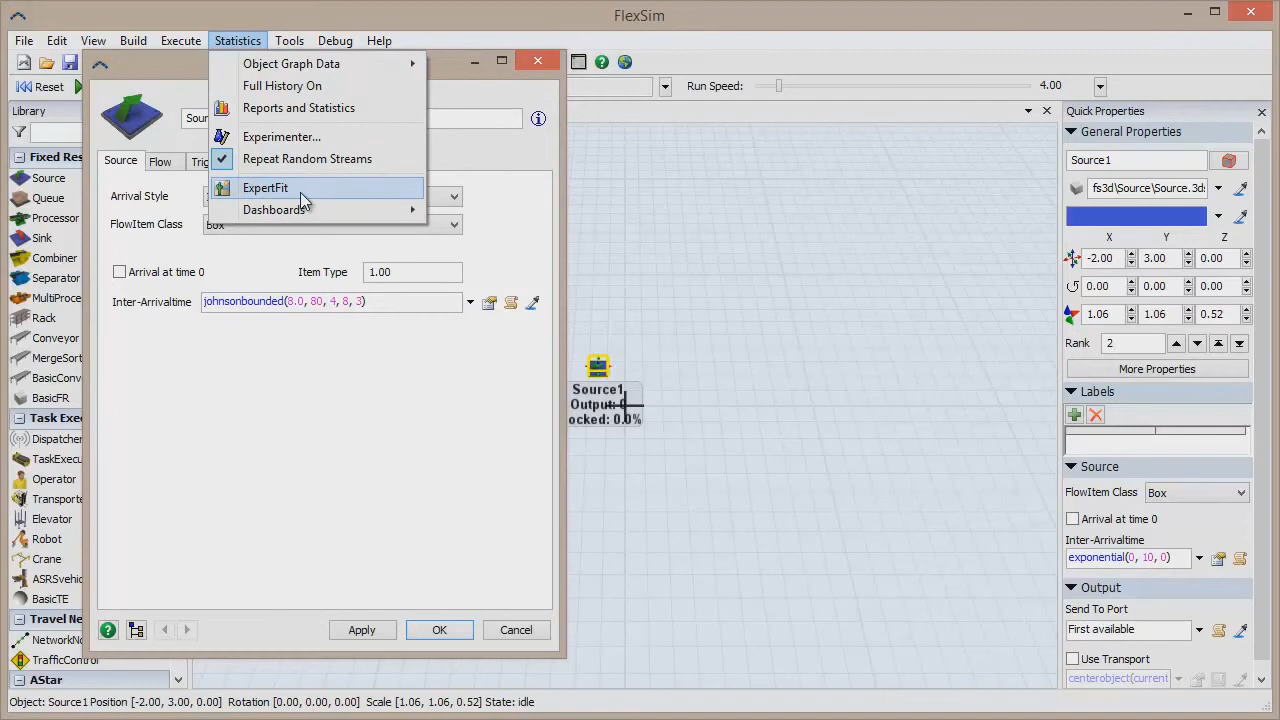 FlexSim
File Edit View Build Execute Statistics Tools Debug Help
Reset
Run Speed: 4.00
Library
Fixed Res
Source
Queue
Processor
Sink
Combiner
Separator
MultiProce
Rack
Conveyor
MergeSort
BasicConv
BasicFR
Task Exec
Dispatcher
TaskExecu
Operator
Transporte
Elevator
Robot
Crane
ASRSvehic
BasicTE
Travel Ne
NetworkNo
TrafficControl
AStar
Sour
Source Flow Trig
Arrival Style
FlowItem Class Box
Arrival at time 0 Item Type 1.00
Inter-Arrivaltime johnsonbounded(8.0, 80, 4, 8, 3)
Apply OK Cancel
Object Graph Data
Full History On
Reports and Statistics
Experimenter...
Repeat Random Streams
ExpertFit
Dashboards
Source1
Output: 0
ocked: 0.0%
Quick Properties
General Properties
Source1
fs3d\Source\Source.3ds
X Y Z
-2.00 3.00 0.00
0.00 0.00 0.00
1.06 1.06 0.52
Rank 2
More Properties
Labels
Source
FlowItem Class Box
Arrival at time 0
Inter-Arrivaltime
exponential(0, 10, 0)
Output
Send To Port
First available
Use Transport
centerobject(current
Object: Source1 Position [-2.00, 3.00, 0.00] Rotation [0.00, 0.00, 0.00] Scale [1.06, 1.06, 0.52] State: idle